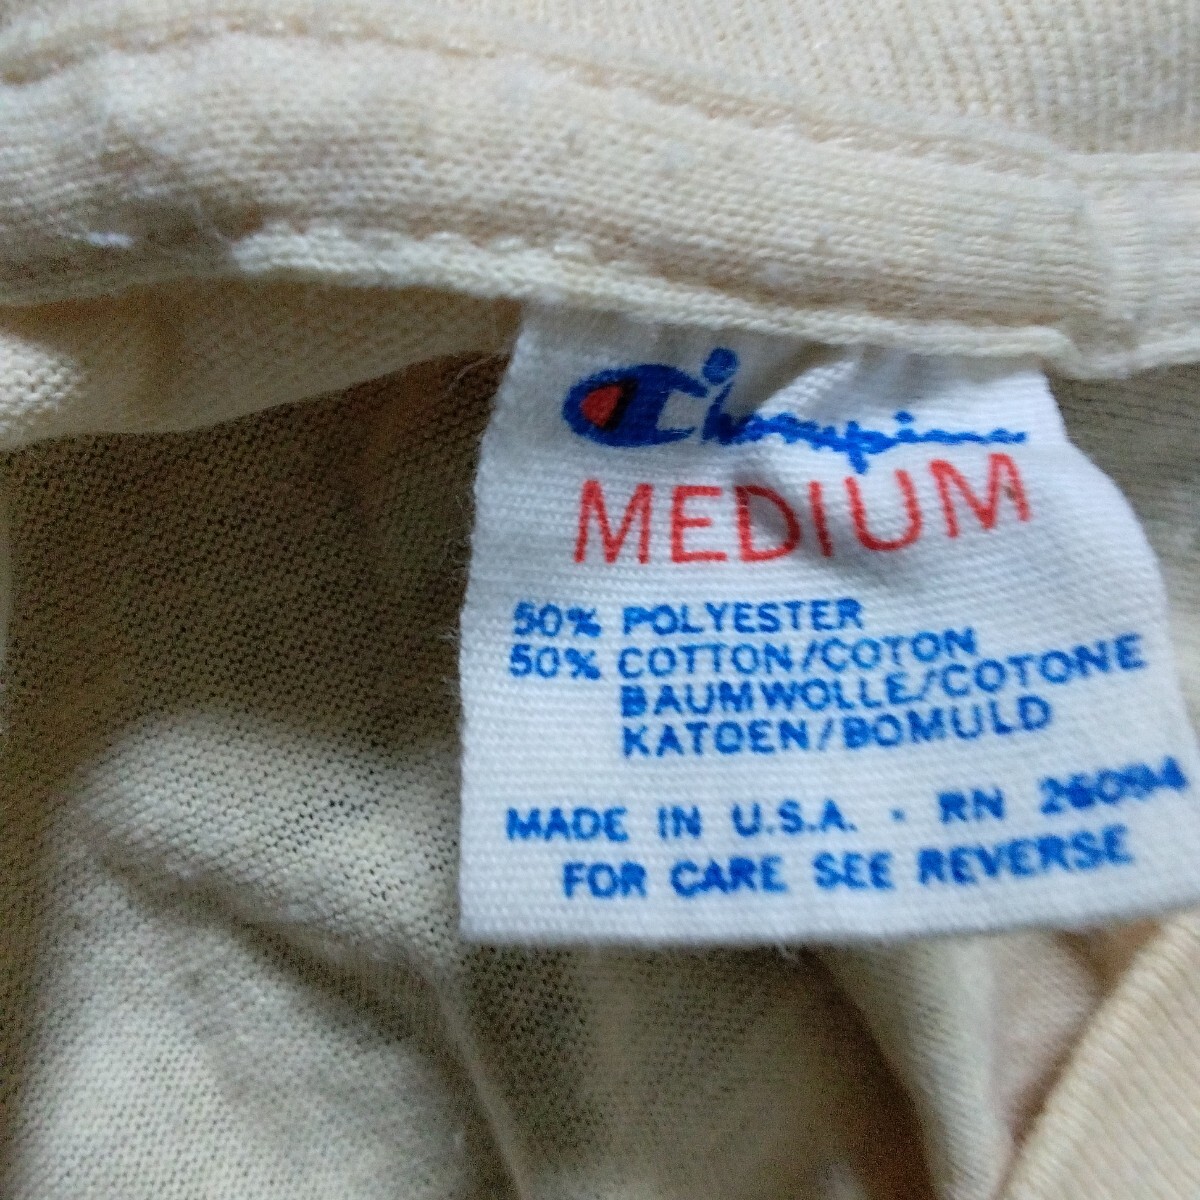 Champion
MEDIUM
50% POLYESTER
50% COTTON/COTON
BAUMWOLLE/COTONE
KATOEN/BOMULD
MADE IN U.S.A. · RN 26094
FOR CARE SEE REVERSE